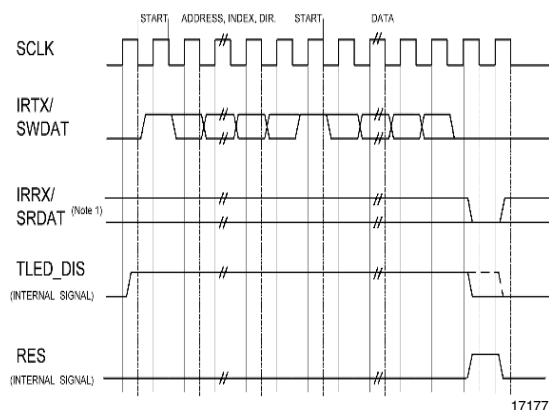 START ADDRESS, INDEX, DIR. START DATA
SCLK
IRTX/
SWDAT
IRRX/
SRDAT (Note 1)
TLED_DIS
(INTERNAL SIGNAL)
RES
(INTERNAL SIGNAL)
17177